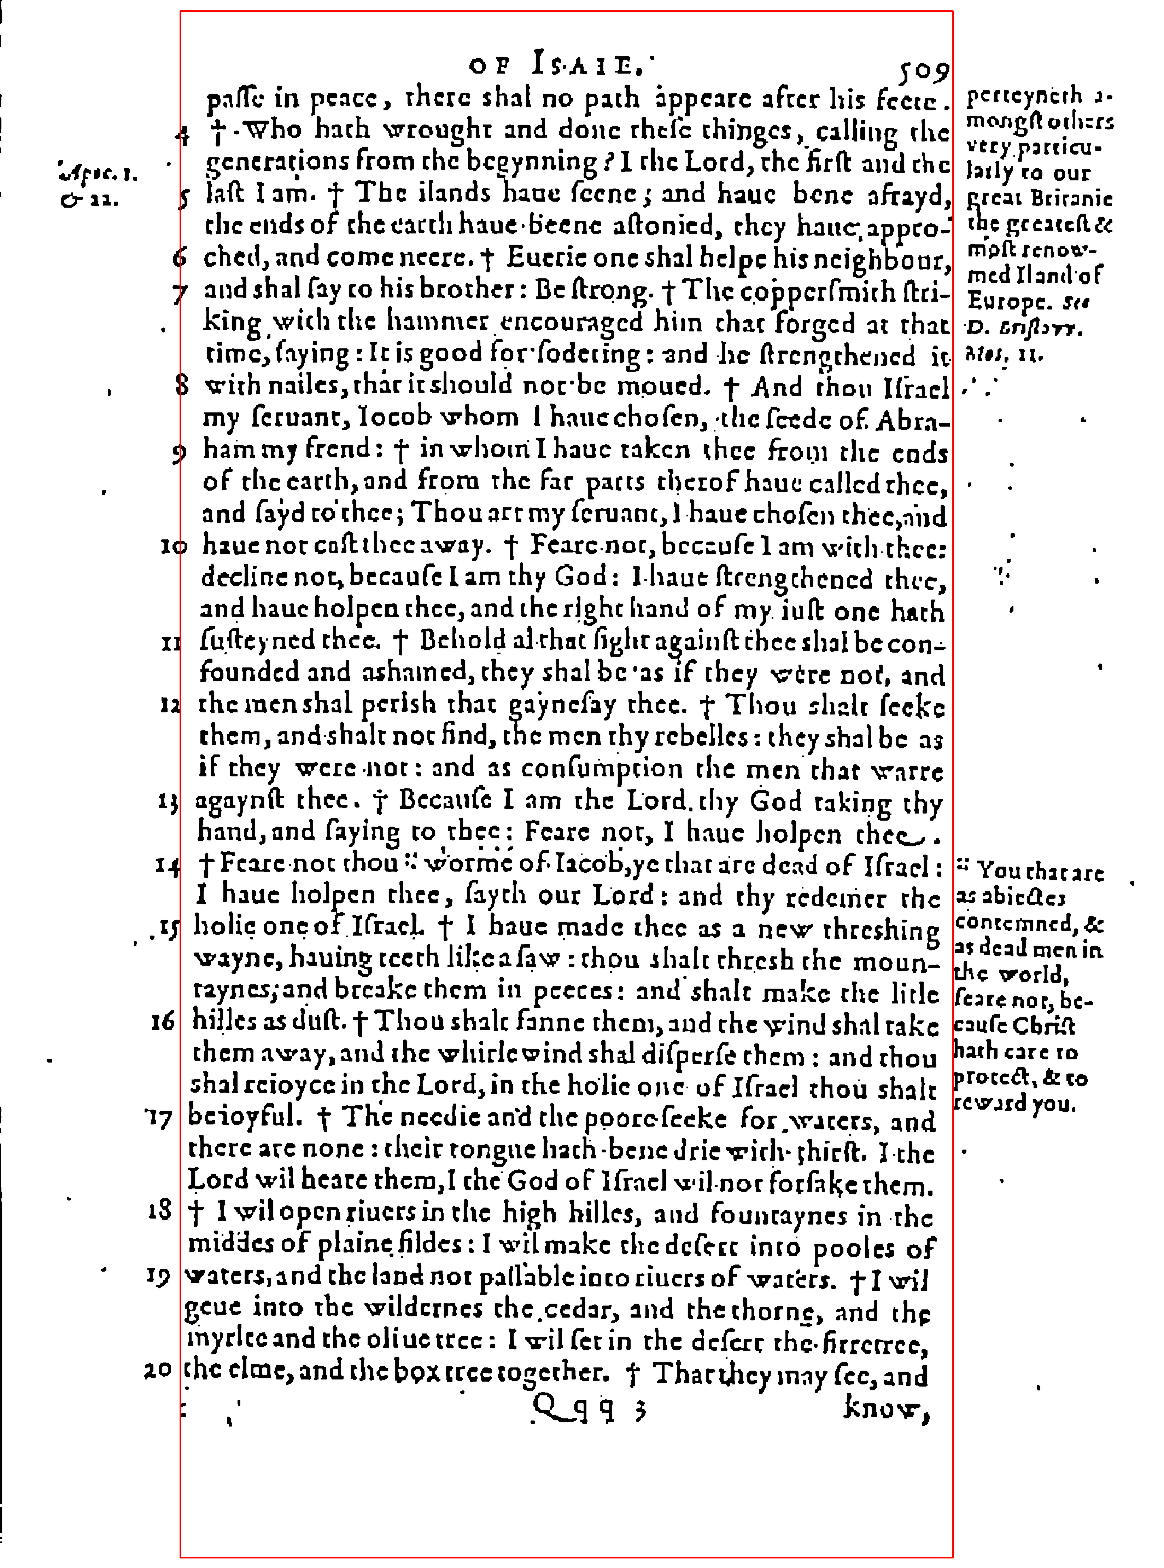 OF ISAIE. 509
passe in peace, there shal no path appeare after his feete.
4 † Who hath wrought and done these thinges, calling the
generations from the begynning? I the Lord, the first and the
Apoc. 1.
& 22.
5 last I am. † The ilands haue seene, and haue bene afrayd,
the ends of the earth haue beene astonied, they haue appro-
6 ched, and come neere. † Euerie one shal helpe his neighbour,
7 and shal say to his brother: Be strong. † The coppersmith stri-
king with the hammer encouraged him that forged at that
time, saying: It is good for sodering: and he strengthened it
8 with nailes, that it should not be moued. † And thou Israel
my seruant, Iocob whom I haue chosen, the seede of Abra-
9 ham my frend: † in whom I haue taken thee from the ends
of the earth, and from the far parts therof haue called thee,
and sayd to thee; Thou art my seruant, I haue chosen thee, and
10 haue not cast thee away. † Feare not, because I am with thee:
decline not, because I am thy God: I haue strengthened thee,
and haue holpen thee, and the right hand of my iust one hath
11 susteyned thee. † Behold al that fight against thee shal be con-
founded and ashamed, they shal be as if they were not, and
12 the men shal perish that gaynesay thee. † Thou shalt seeke
them, and shalt not find, the men thy rebelles: they shal be as
if they were not: and as consumption the men that warre
13 agaynst thee. † Because I am the Lord thy God taking thy
hand, and saying to thee: Feare not, I haue holpen thee.
14 † Feare not thou :: worme of Iacob, ye that are dead of Israel:
I haue holpen thee, sayth our Lord: and thy redemer the
15 holie one of Israel. † I haue made thee as a new threshing
wayne, hauing teeth like a saw: thou shalt thresh the moun-
taynes, and breake them in peeces: and shalt make the litle
16 hilles as dust. † Thou shalt fanne them, and the wind shal take
them away, and the whirlewind shal disperse them: and thou
shal reioyce in the Lord, in the holie one of Israel thou shalt
17 be ioyful. † The needie and the poore seeke for waters, and
there are none: their tongue hath bene drie with thirst. I the
Lord wil heare them, I the God of Israel wil not forsake them.
18 † I wil open riuers in the high hilles, and fountaynes in the
middes of plaine fildes: I wil make the desert into pooles of
19 waters, and the land not passable into riuers of waters. † I wil
geue into the wildernes the cedar, and the thorne, and the
myrtee and the oliue tree: I wil set in the desert the firretree,
20 the elme, and the box tree together. † That they may see, and
Qqq 3 know,
perteyneth a-
mongst others
very particu-
larly to our
great Britanie
the greatest &
most renow-
med Iland of
Europe. See
D. Bristow.
Mot. 11.
:: You that are
as abiectes
contemned, &
as dead men in
the world,
feare not, be-
cause Christ
hath care to
protect, & to
reward you.